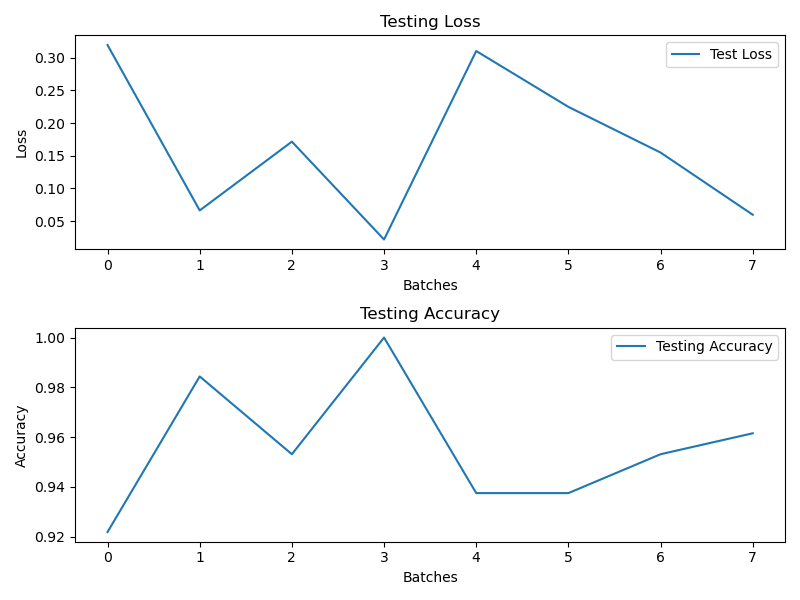 Testing Loss
Test Loss
Loss
0.30
0.25
0.20
0.15
0.10
0.05
0 1 2 3 4 5 6 7
Batches
Testing Accuracy
Testing Accuracy
Accuracy
1.00
0.98
0.96
0.94
0.92
0 1 2 3 4 5 6 7
Batches